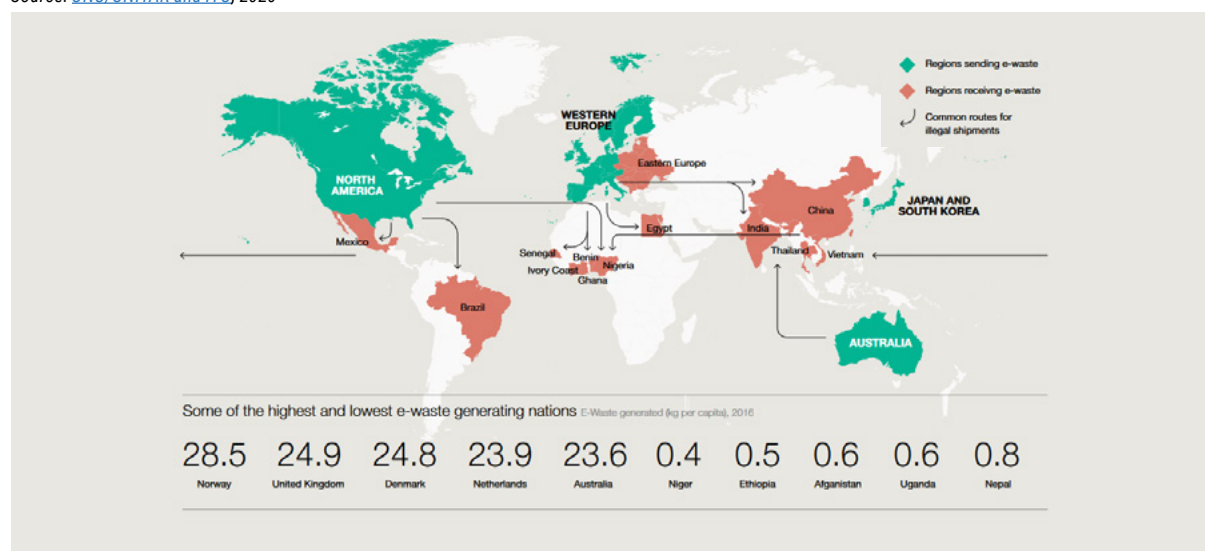 2020
Regions sending e-waste
Regions receivng e-waste
Common routes for
illegal shipments
WESTERN
EUROPE
Eastern Europe
NORTH
AMERICA
JAPAN AND
SOUTH KOREA
China
Mexico
Egypt
India
Senegal
Benin
Nigeria
Thailand
Vietnam
Ivory Coast
Ghana
Brazil
AUSTRALIA
Some of the highest and lowest e-waste generating nations E-Waste generated (kg per capita), 2016
28.5 24.9 24.8 23.9 23.6 0.4 0.5 0.6 0.6 0.8
Norway United Kingdom Denmark Netherlands Australia Niger Ethiopia Afganistan Uganda Nepal